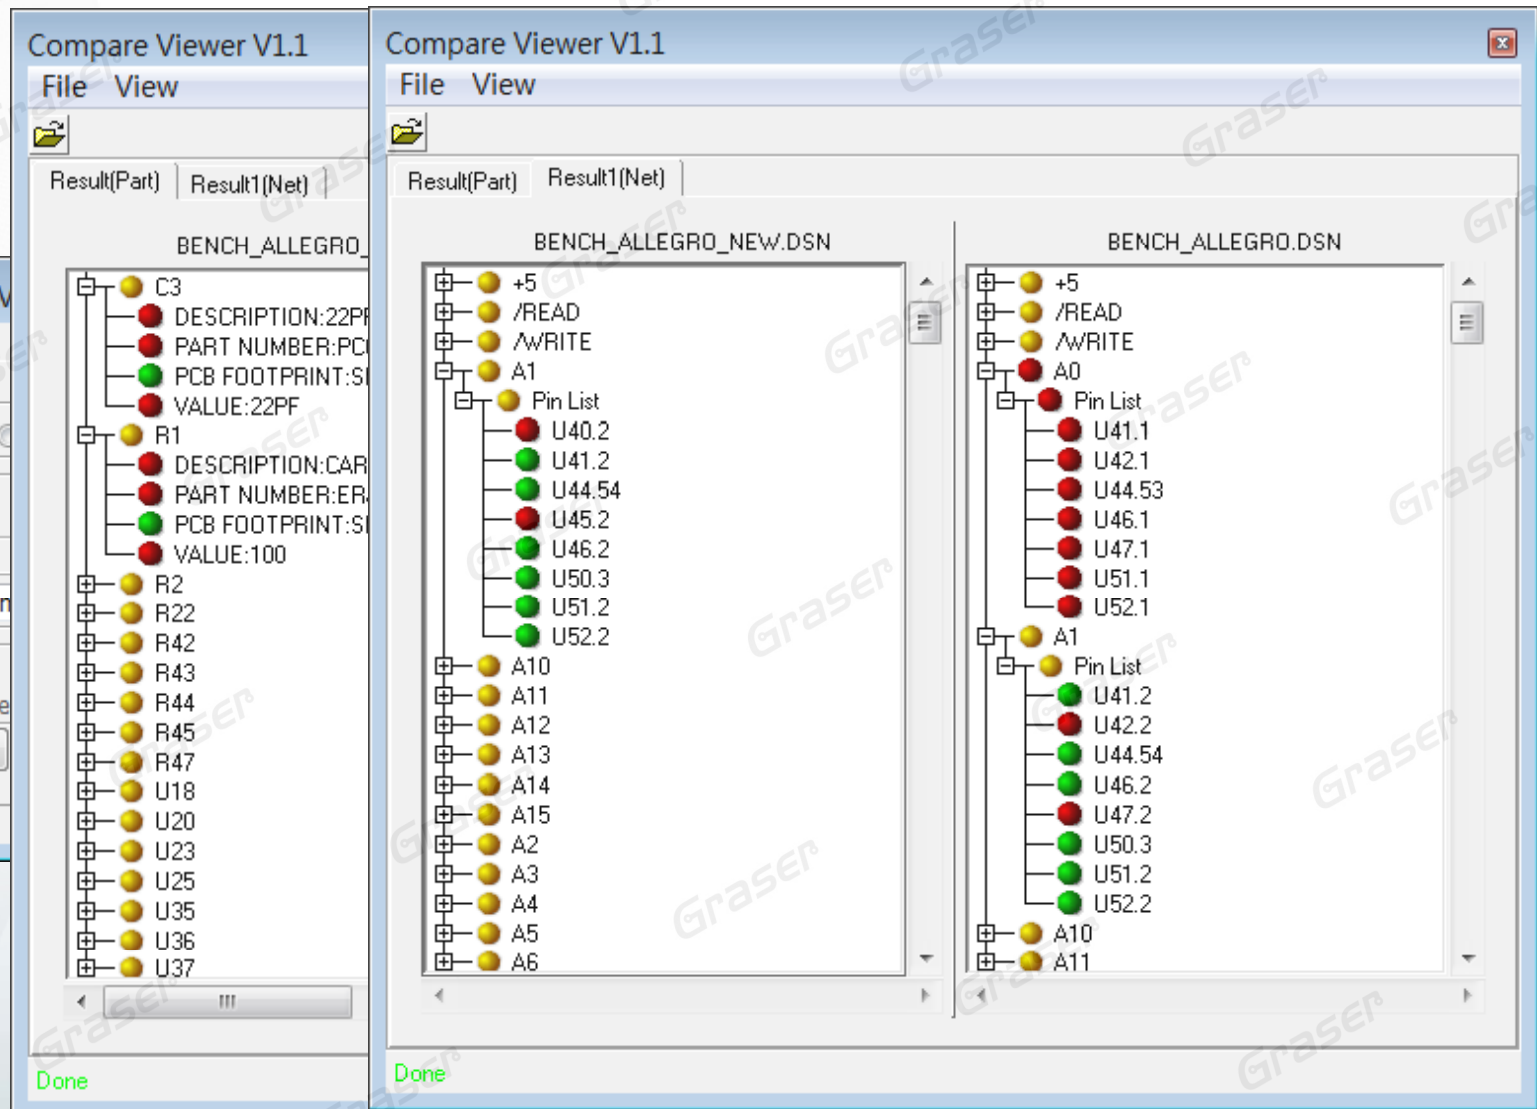 Compare Viewer V1.1
File View
Result(Part) Result1(Net)
BENCH_ALLEGRO_
C3
DESCRIPTION:22PF
PART NUMBER:PC
PCB FOOTPRINT:S
VALUE:22PF
R1
DESCRIPTION:CAR
PART NUMBER:ER
PCB FOOTPRINT:S
VALUE:100
R2
R22
R42
R43
R44
R45
R47
U18
U20
U23
U25
U35
U36
U37
Done
Compare Viewer V1.1
File View
Result(Part) Result1(Net)
BENCH_ALLEGRO_NEW.DSN
+5
/READ
/WRITE
A1
Pin List
U40.2
U41.2
U44.54
U45.2
U46.2
U50.3
U51.2
U52.2
A10
A11
A12
A13
A14
A15
A2
A3
A4
A5
A6
BENCH_ALLEGRO.DSN
+5
/READ
/WRITE
A0
Pin List
U41.1
U42.1
U44.53
U46.1
U47.1
U51.1
U52.1
A1
Pin List
U41.2
U42.2
U44.54
U46.2
U47.2
U50.3
U51.2
U52.2
A10
A11
Done
Graser